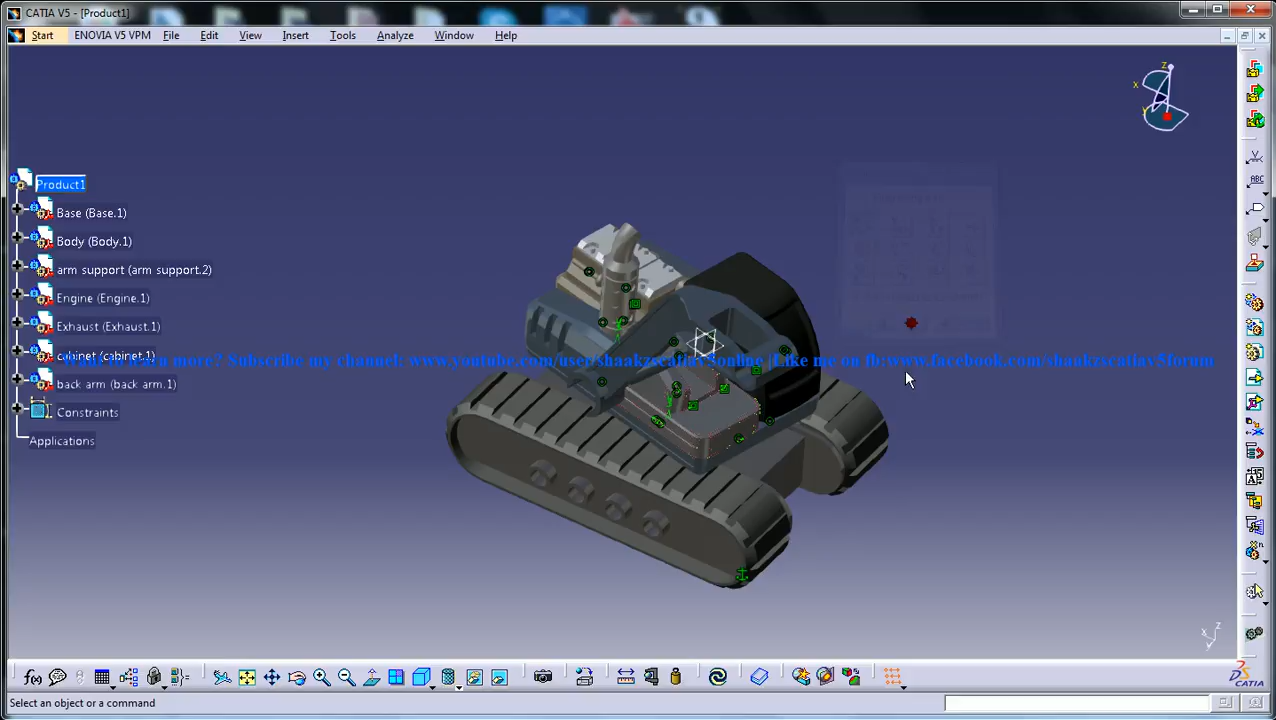 CATIA V5 - [Product1]
Start ENOVIA V5 VPM File Edit View Insert Tools Analyze Window Help
Z
X
Y
Product1
Base (Base.1)
Body (Body.1)
arm support (arm support.2)
Engine (Engine.1)
Exhaust (Exhaust.1)
cabinet (cabinet.1)
learn more? Subscribe my channel: www.youtube.com/user/shaakzscatiav5online |Like me on fb:www.facebook.com/shaakzscatiav5forum
back arm (back arm.1)
Constraints
Applications
ABC
f(x)
CATIA
Select an object or a command